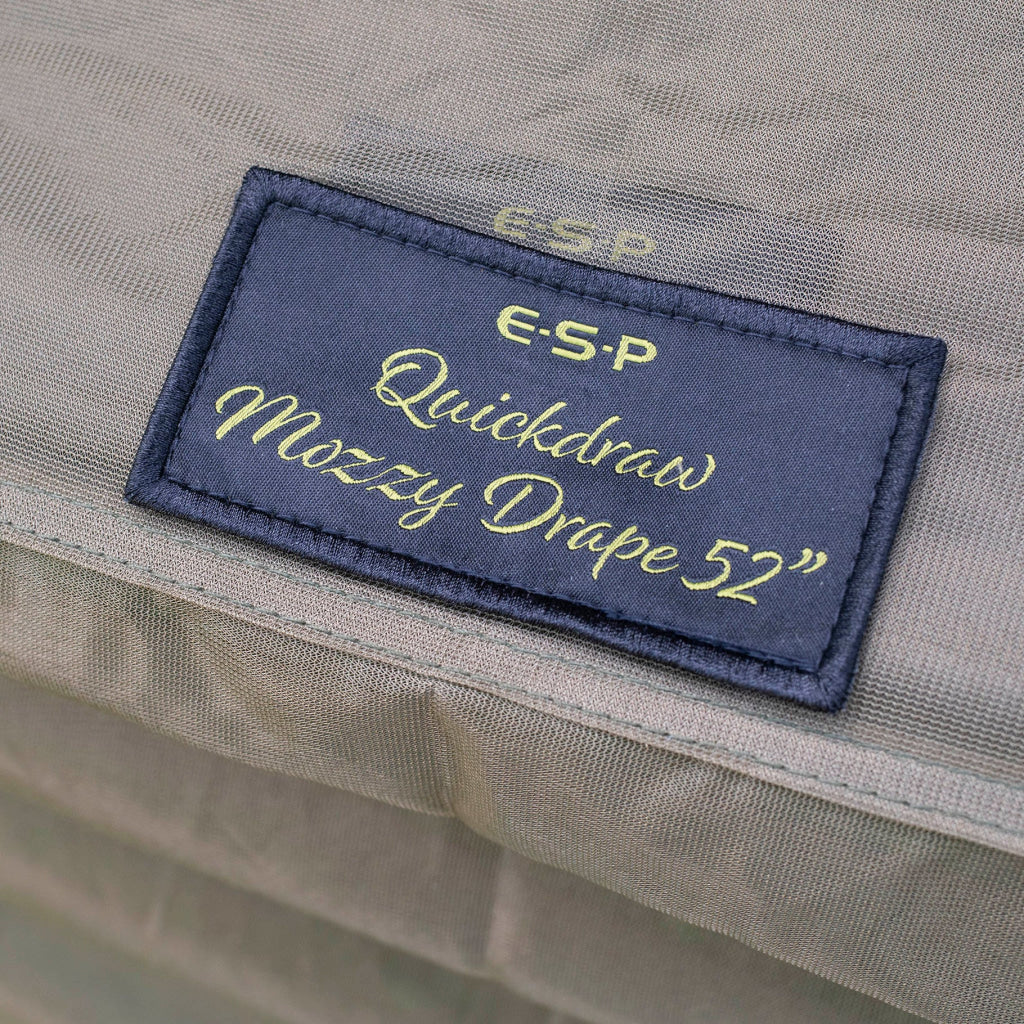 E-S-P
E-S-P
Quickdraw
Mozzy Drape 52”